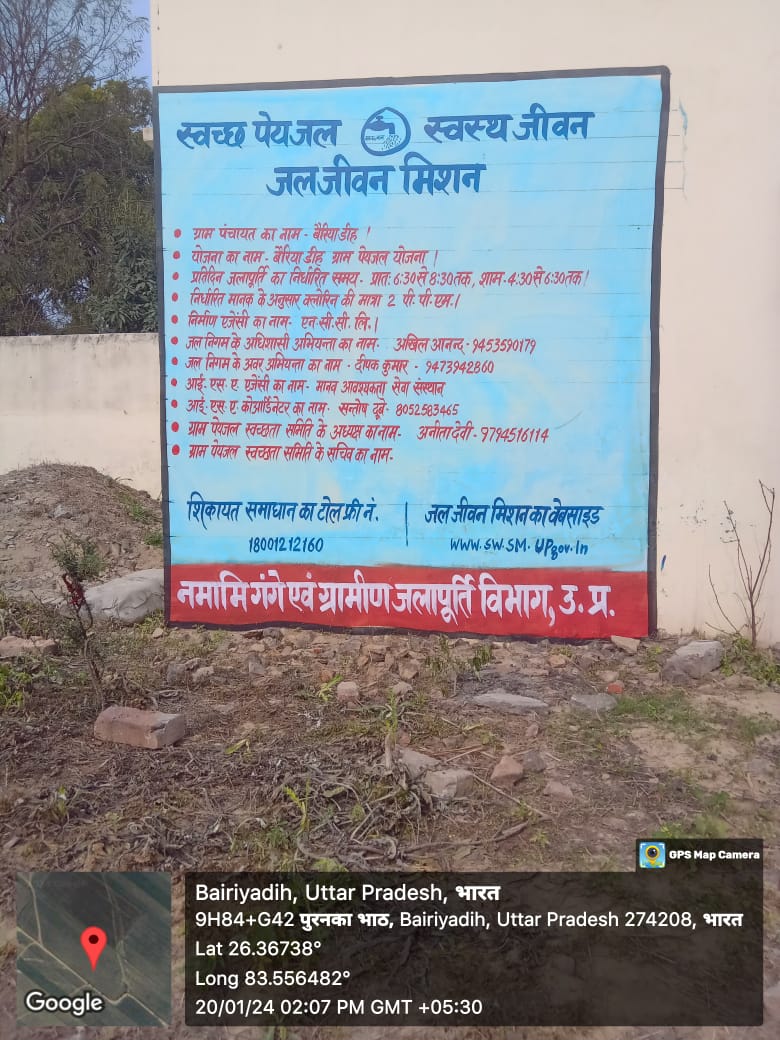 स्वच्छ पेयजल स्वस्थ जीवन
जल जीवन मिशन
• ग्राम पंचायत का नाम - बैरिया डीह ।
• योजना का नाम - बैरिया डीह ग्राम पेयजल योजना ।
• प्रतिदिन जलापूर्ति का निर्धारित समय - प्रातः 6:30 से 8:30 तक, शाम - 4:30 से 6:30 तक ।
• निर्धारित मानक के अनुसार क्लोरिन की मात्रा 2 पी. पी. एम. ।
• निर्माण एजेंसी का नाम- एन. सी. सी. लि. ।
• जल निगम के अधिशासी अभियन्ता का नाम- अखिल आनन्द - 9453590179
• जल निगम के अवर अभियन्ता का नाम - दीपक कुमार - 9473942860
• आई. एस. ए. एजेंसी का नाम- मानव आवश्यकता सेवा संस्थान
• आई. एस. ए. कोआर्डिनेटर का नाम- सन्तोष दूबे- 8052583465
• ग्राम पेयजल स्वच्छता समिति के अध्यक्ष का नाम- अनीता देवी - 9794516114
• ग्राम पेयजल स्वच्छता समिति के सचिव का नाम-
शिकायत समाधान का टोल फ्री नं. | जल जीवन मिशन का वेबसाइड
18001212160 www.swsm.upgov.in
नमामि गंगे एवं ग्रामीण जलापूर्ति विभाग, उ. प्र.
GPS Map Camera
Bairiyadih, Uttar Pradesh, भारत
9H84+G42 पुरनका भाठ, Bairiyadih, Uttar Pradesh 274208, भारत
Lat 26.36738°
Long 83.556482°
20/01/24 02:07 PM GMT +05:30
Google